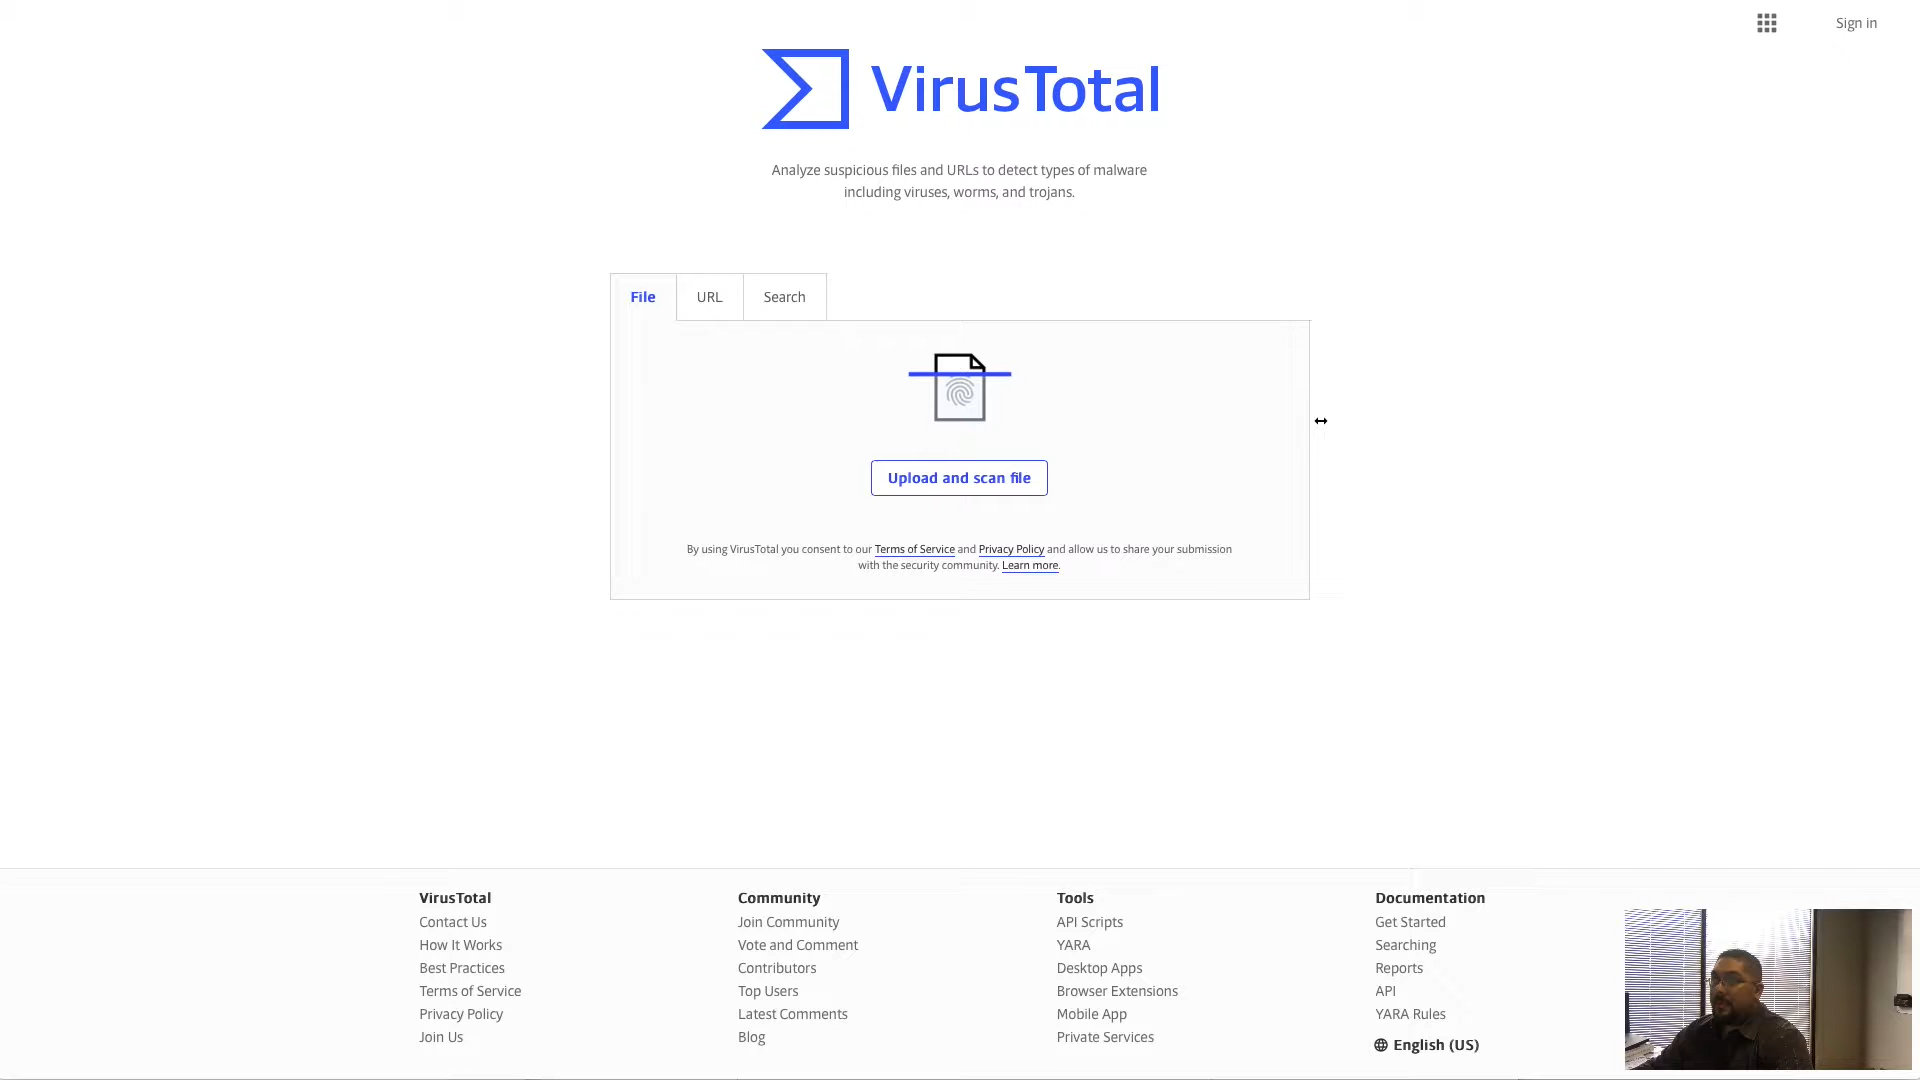 Sign in
VirusTotal
Analyze suspicious files and URLs to detect types of malware
including viruses, worms, and trojans.
File URL Search
Upload and scan file
By using VirusTotal you consent to our Terms of Service and Privacy Policy and allow us to share your submission
with the security community. Learn more.
VirusTotal
Contact Us
How It Works
Best Practices
Terms of Service
Privacy Policy
Join Us
Community
Join Community
Vote and Comment
Contributors
Top Users
Latest Comments
Blog
Tools
API Scripts
YARA
Desktop Apps
Browser Extensions
Mobile App
Private Services
Documentation
Get Started
Searching
Reports
API
YARA Rules
English (US)